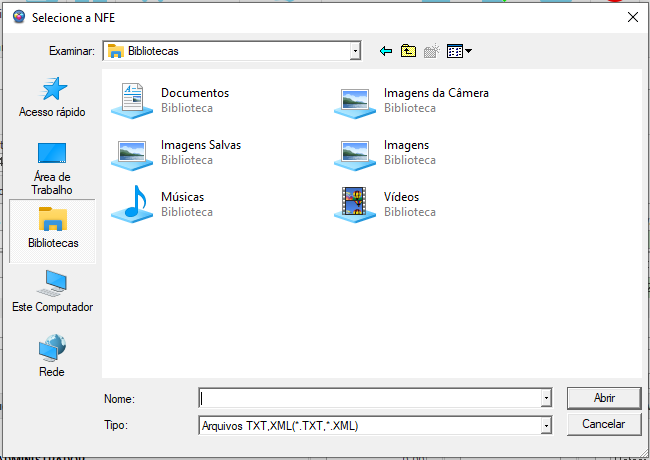 Selecione a NFE
Examinar:
Bibliotecas
Acesso rápido
Área de
Trabalho
Bibliotecas
Este Computador
Rede
Documentos
Biblioteca
Imagens da Câmera
Biblioteca
Imagens Salvas
Biblioteca
Imagens
Biblioteca
Músicas
Biblioteca
Vídeos
Biblioteca
Nome:
Abrir
Tipo:
Arquivos TXT,XML(*.TXT,*.XML)
Cancelar